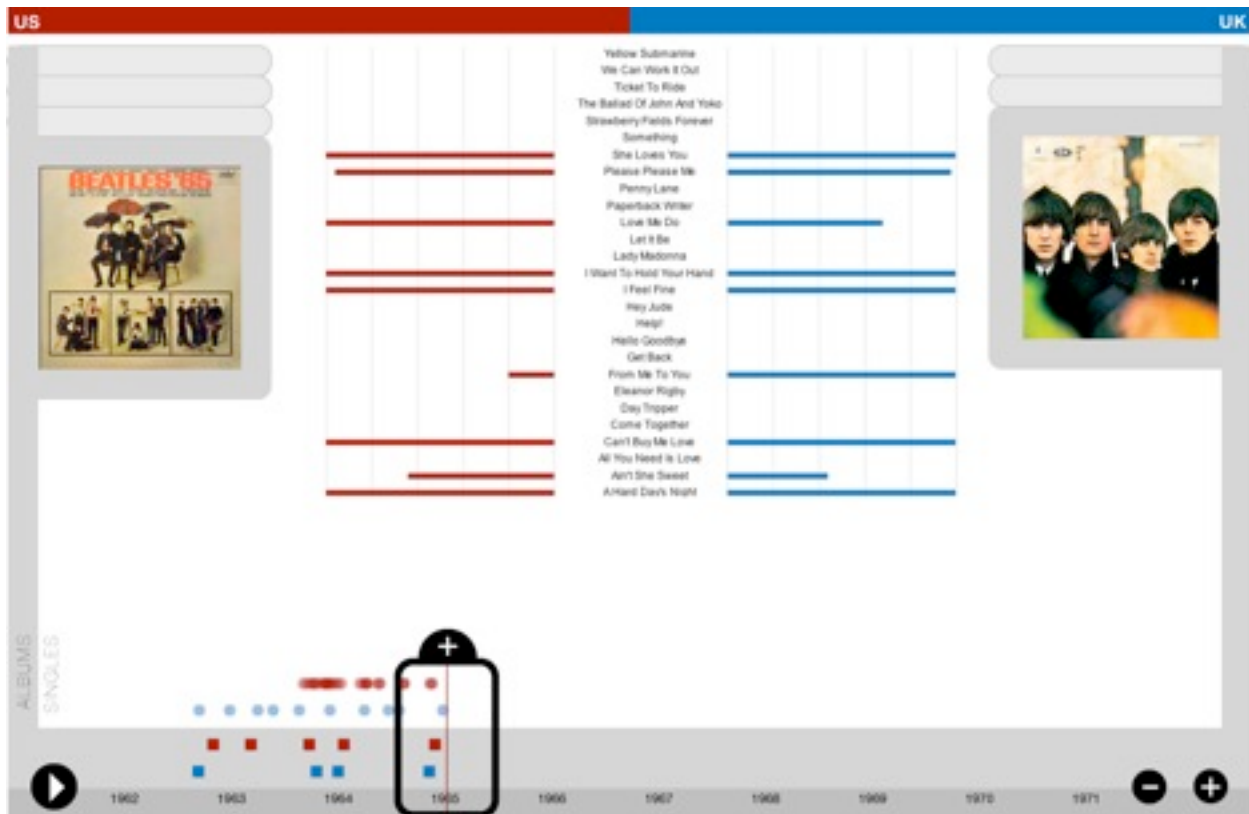 US
UK
Yellow Submarine
We Can Work It Out
Ticket To Ride
The Ballad Of John And Yoko
Strawberry Fields Forever
Something
She Loves You
Please Please Me
Penny Lane
Paperback Writer
Love Me Do
Let It Be
Lady Madonna
I Want To Hold Your Hand
I Feel Fine
Hey Jude
Help!
Hello Goodbye
Get Back
From Me To You
Eleanor Rigby
Day Tripper
Come Together
Can't Buy Me Love
All You Need Is Love
Ain't She Sweet
A Hard Day's Night
BEATLES '65
ALBUMS
SINGLES
+
1962 1963 1964 1965 1966 1967 1968 1969 1970 1971